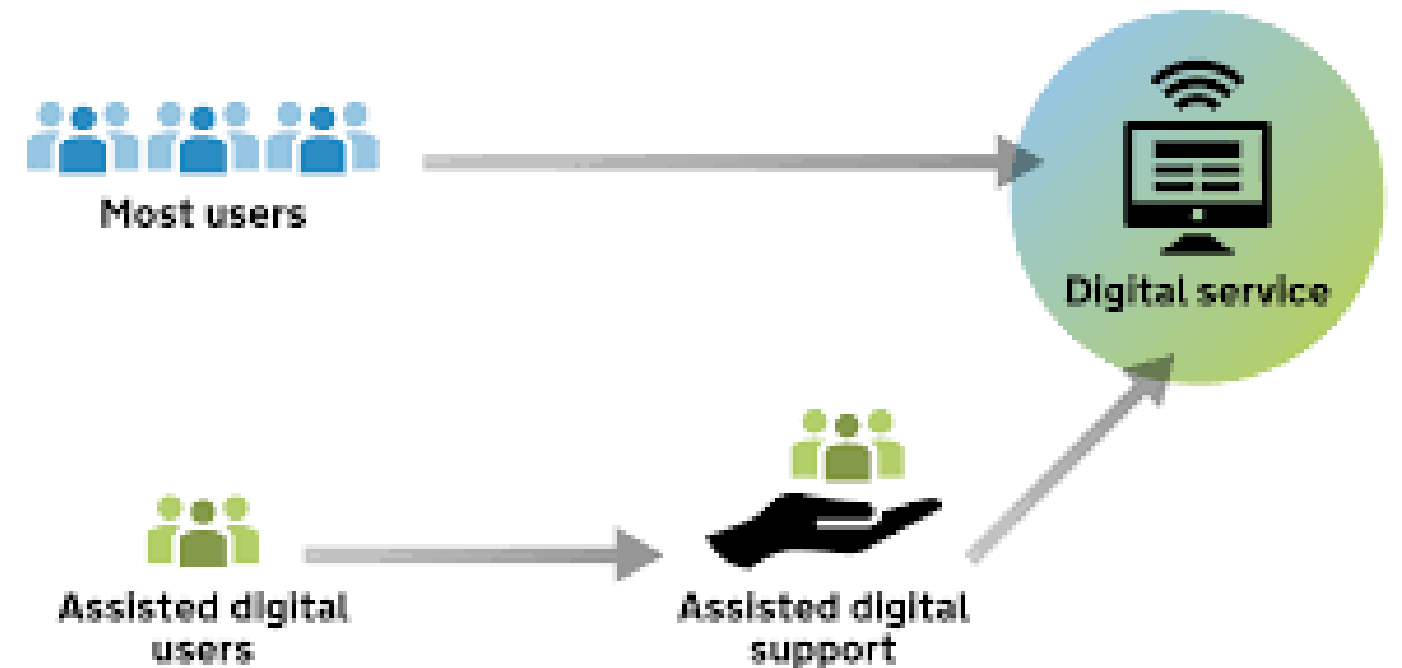 Most users
Digital service
Assisted digital
users
Assisted digital
support